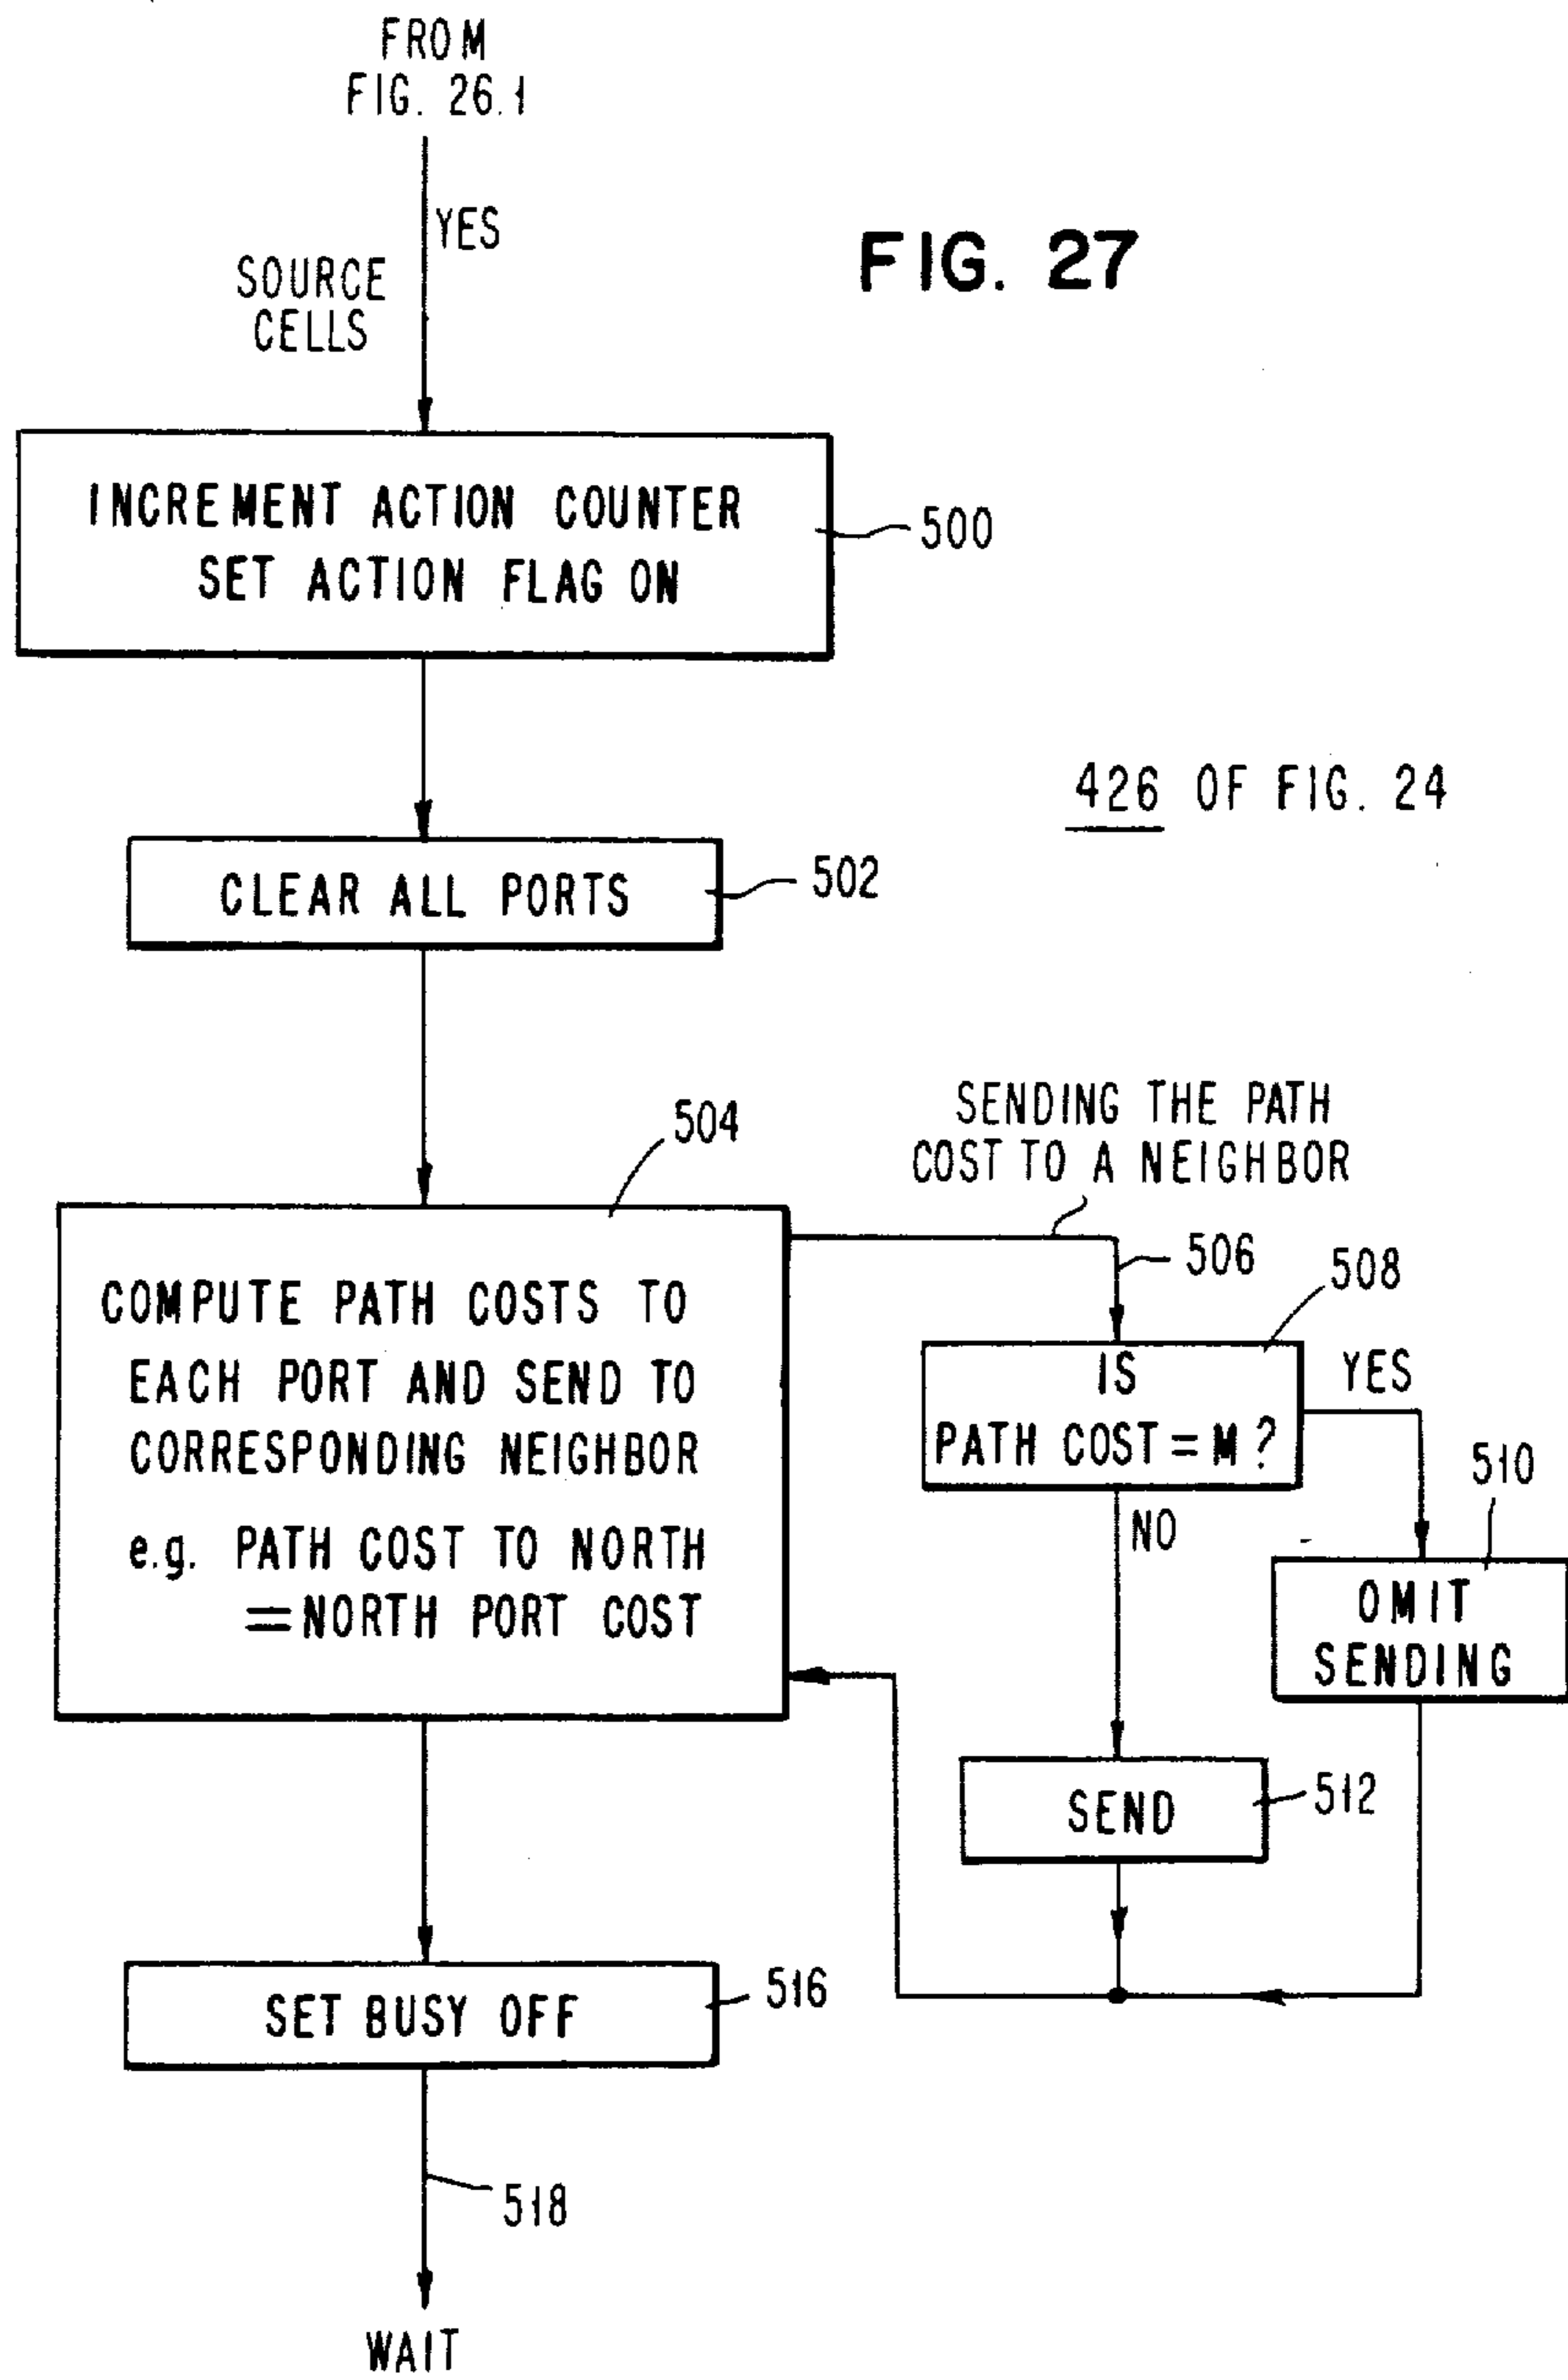 FROM
FIG. 26.1
YES
SOURCE
CELLS
FIG. 27
INCREMENT ACTION COUNTER
SET ACTION FLAG ON
500
426 OF FIG. 24
CLEAR ALL PORTS
502
SENDING THE PATH
COST TO A NEIGHBOR
504
506
508
COMPUTE PATH COSTS TO
EACH PORT AND SEND TO
CORRESPONDING NEIGHBOR
e.g. PATH COST TO NORTH
=NORTH PORT COST
IS
PATH COST = M ?
YES
NO
510
OMIT
SENDING
SEND
512
SET BUSY OFF
516
518
WAIT